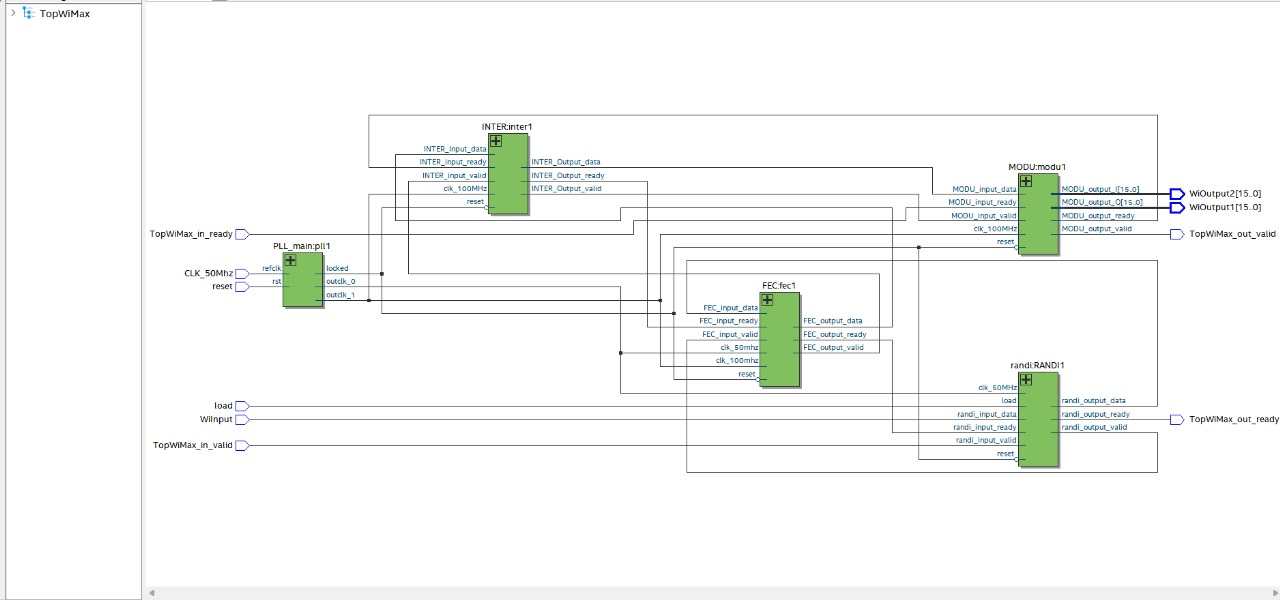 TopWiMax
INTER:inter1
INTER_Input_data
INTER_input_ready
INTER_input_valid
clk_100MHz
reset
INTER_Output_data
INTER_Output_ready
INTER_Output_valid
MODU:modu1
MODU_input_data
MODU_input_ready
MODU_input_valid
clk_100MHz
reset
MODU_output_I[15..0]
MODU_output_Q[15..0]
MODU_output_ready
MODU_output_valid
WiOutput2[15..0]
WiOutput1[15..0]
TopWiMax_out_valid
TopWiMax_in_ready
PLL_main:pll1
CLK_50Mhz
reset
refclk
rst
locked
outclk_0
outclk_1
FEC:fec1
FEC_input_data
FEC_input_ready
FEC_input_valid
clk_50mhz
clk_100mhz
reset
FEC_output_data
FEC_output_ready
FEC_output_valid
randi:RANDI1
clk_50MHz
load
randi_input_data
randi_input_ready
randi_input_valid
reset
randi_output_data
randi_output_ready
randi_output_valid
load
WiInput
TopWiMax_in_valid
TopWiMax_out_ready